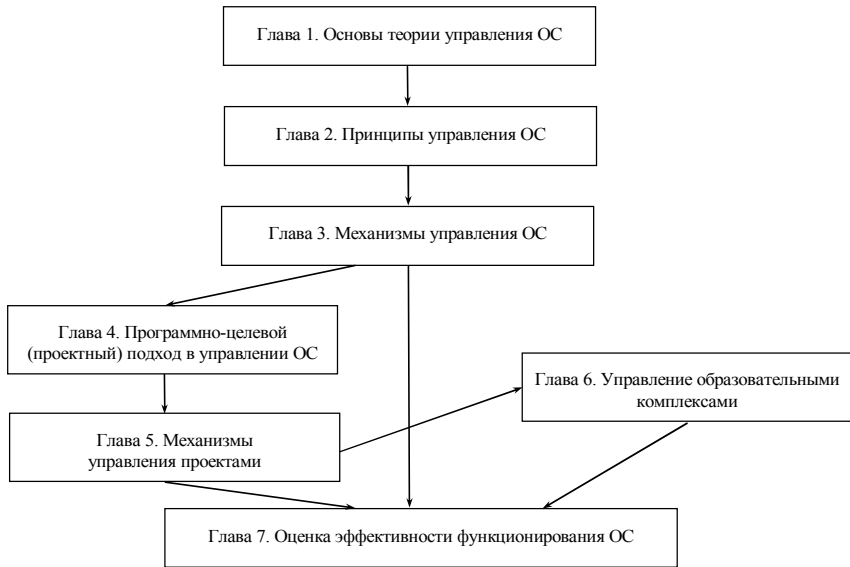 Глава 1. Основы теории управления ОС
Глава 2. Принципы управления ОС
Глава 3. Механизмы управления ОС
Глава 4. Программно-целевой
(проектный) подход в управлении ОС
Глава 6. Управление образовательными
комплексами
Глава 5. Механизмы
управления проектами
Глава 7. Оценка эффективности функционирования ОС